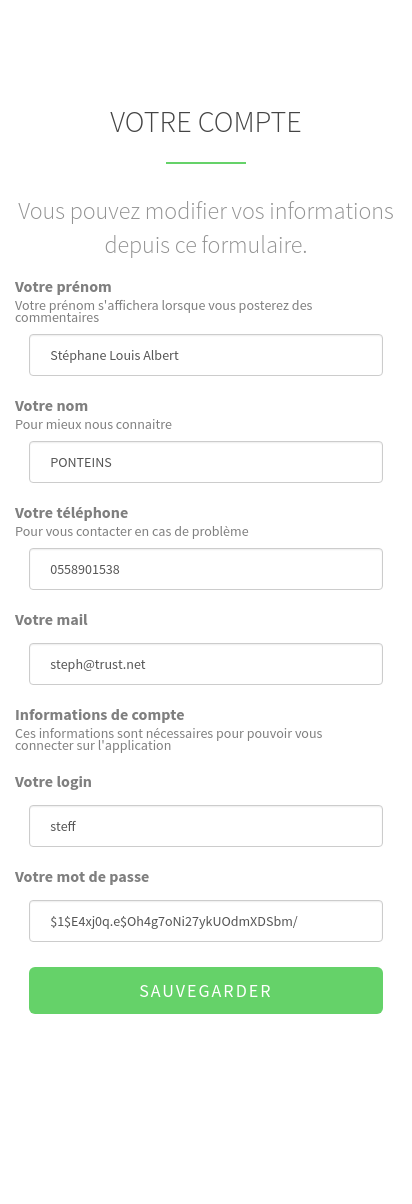 VOTRE COMPTE
Vous pouvez modifier vos informations
depuis ce formulaire.
Votre prénom
Votre prénom s'affichera lorsque vous posterez des
commentaires
Stéphane Louis Albert
Votre nom
Pour mieux nous connaitre
PONTEINS
Votre téléphone
Pour vous contacter en cas de problème
0558901538
Votre mail
steph@trust.net
Informations de compte
Ces informations sont nécessaires pour pouvoir vous
connecter sur l'application
Votre login
steff
Votre mot de passe
$1$E4xj0q.e$Oh4g7oNi27ykUOdmXDSbm/
SAUVEGARDER